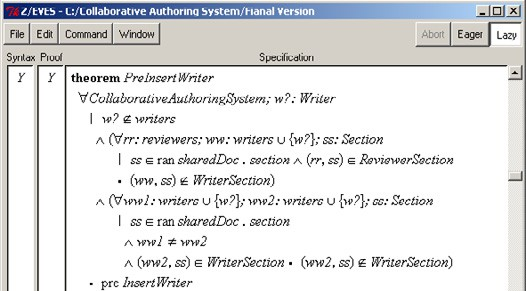 Z/EVES - C:/Collaborative Authoring System/Fianal Version
File Edit Command Window Abort Eager Lazy
Syntax Proof Specification
Y Y theorem PreInsertWriter
∀ CollaborativeAuthoringSystem; w?: Writer
| w? ∉ writers
∧ (∀ rr: reviewers; ww: writers ∪ {w?}; ss: Section
| ss ∈ ran sharedDoc . section ∧ (rr, ss) ∈ ReviewerSection
• (ww, ss) ∉ WriterSection)
∧ (∀ ww1: writers ∪ {w?}; ww2: writers ∪ {w?}; ss: Section
| ss ∈ ran sharedDoc . section
∧ ww1 ≠ ww2
∧ (ww2, ss) ∈ WriterSection • (ww2, ss) ∉ WriterSection)
• pre InsertWriter